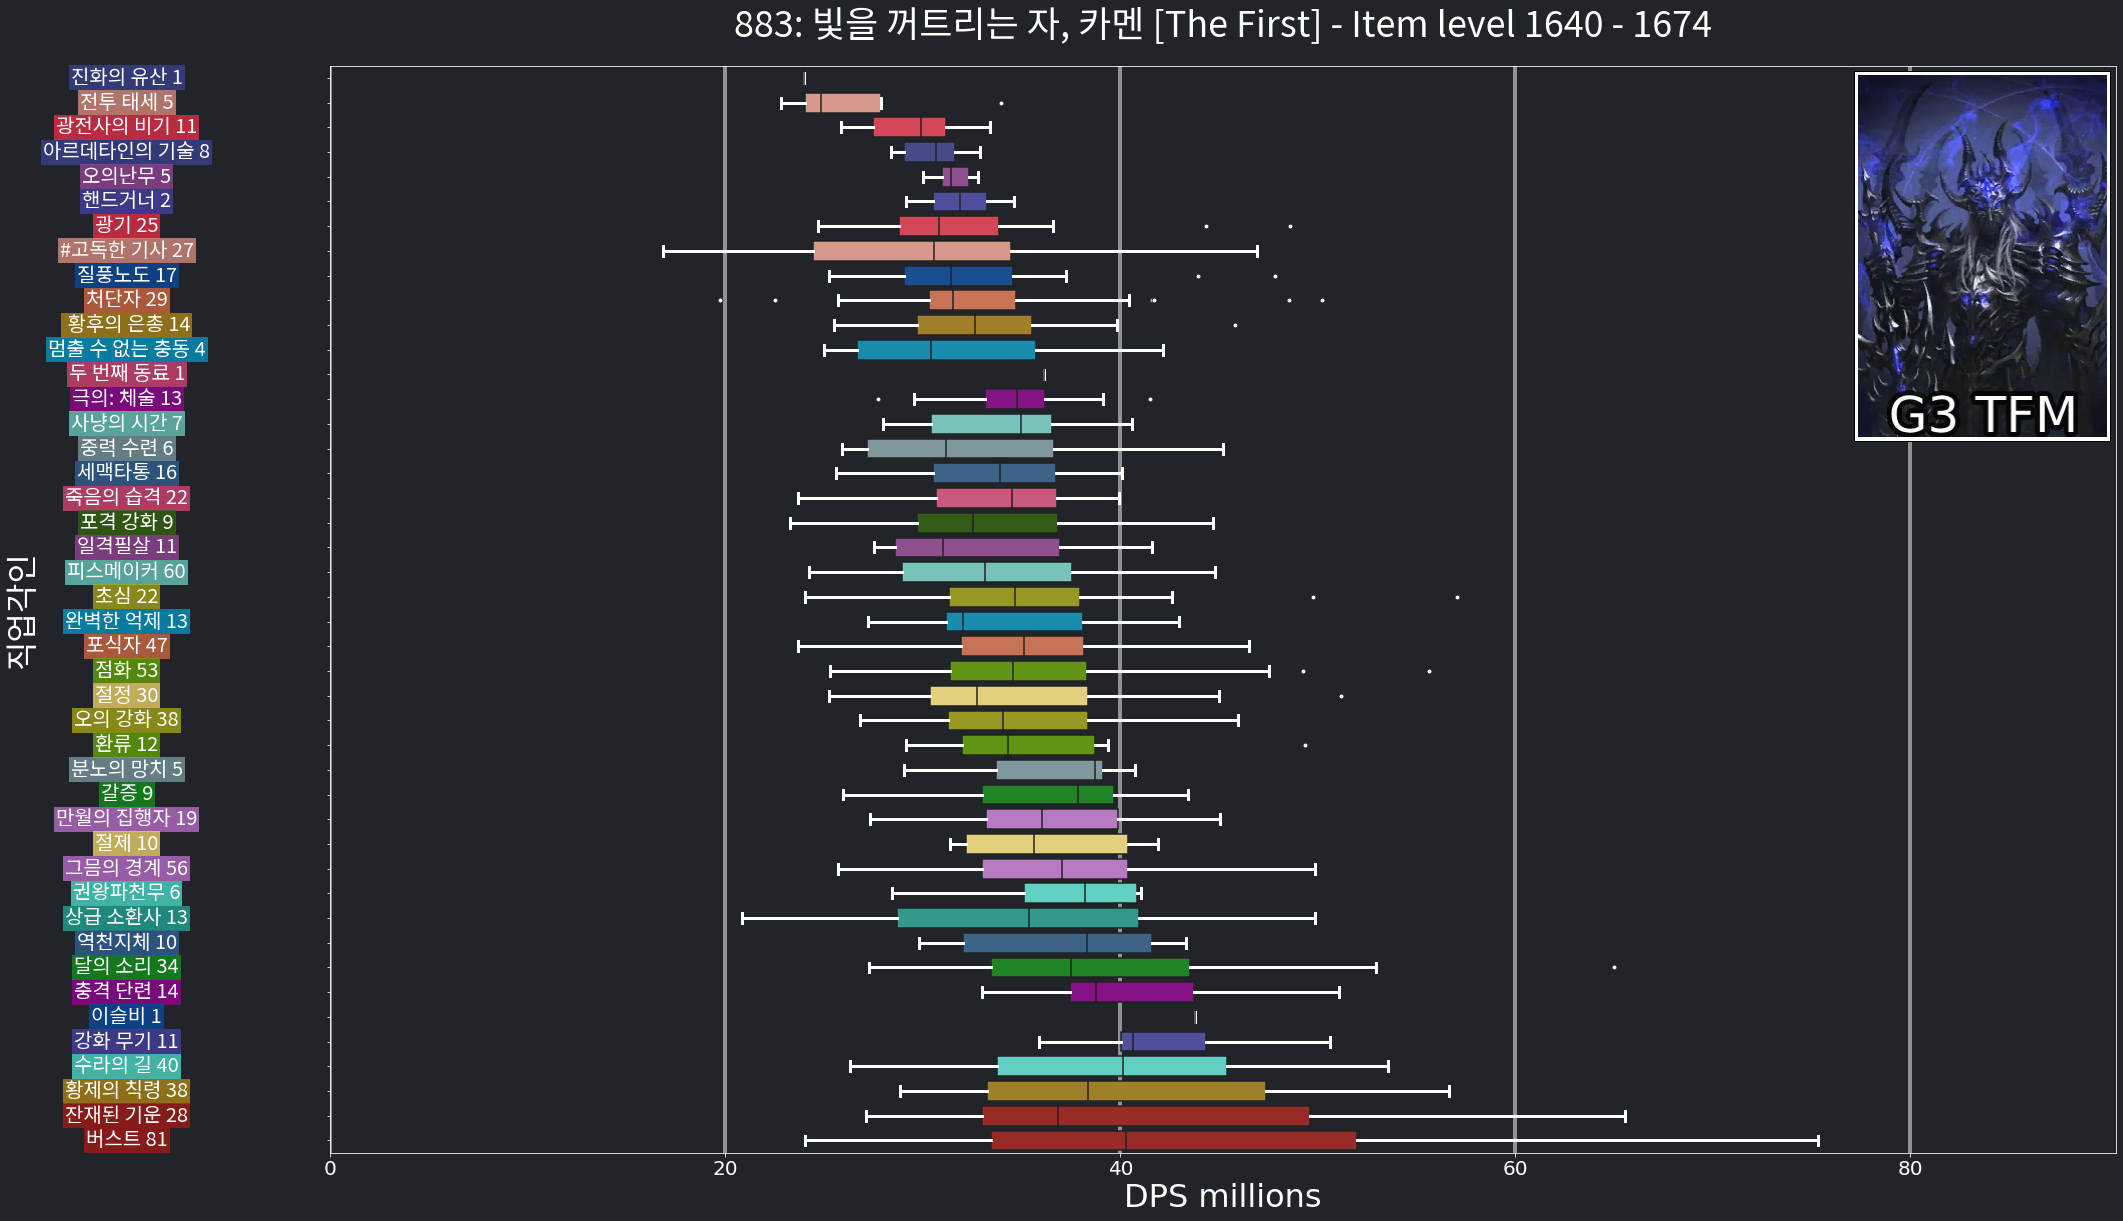 883: 빛을 꺼트리는 자, 카멘 [The First] - Item level 1640 - 1674
진화의 유산 1
전투 태세 5
광전사의 비기 11
아르데타인의 기술 8
오의난무 5
핸드거너 2
광기 25
#고독한 기사 27
질풍노도 17
처단자 29
황후의 은총 14
멈출 수 없는 충동 4
두 번째 동료 1
극의: 체술 13
사냥의 시간 7
중력 수련 6
세맥타통 16
죽음의 습격 22
포격 강화 9
일격필살 11
피스메이커 60
초심 22
완벽한 억제 13
포식자 47
점화 53
절정 30
오의 강화 38
환류 12
분노의 망치 5
갈증 9
만월의 집행자 19
절제 10
그믐의 경계 56
권왕파천무 6
상급 소환사 13
역천지체 10
달의 소리 34
충격 단련 14
이슬비 1
강화 무기 11
수라의 길 40
황제의 칙령 38
잔재된 기운 28
버스트 81
직업각인
G3 TFM
0 20 40 60 80
DPS millions